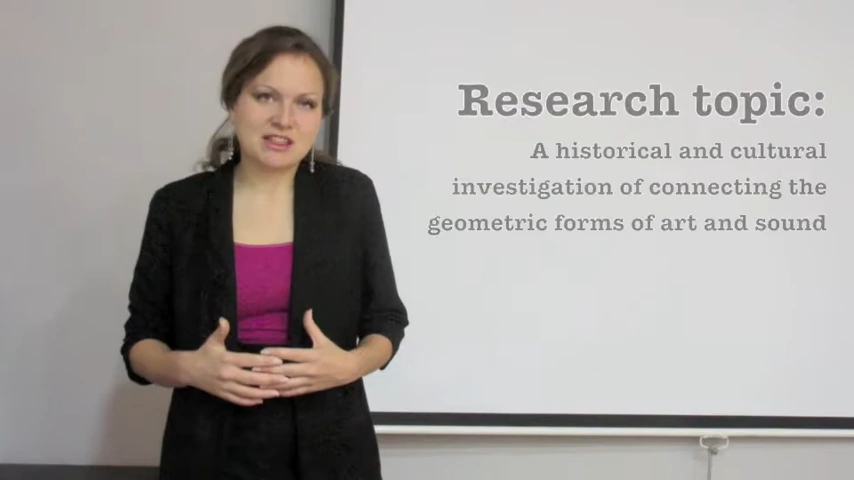 Research topic:
A historical and cultural
investigation of connecting the
geometric forms of art and sound